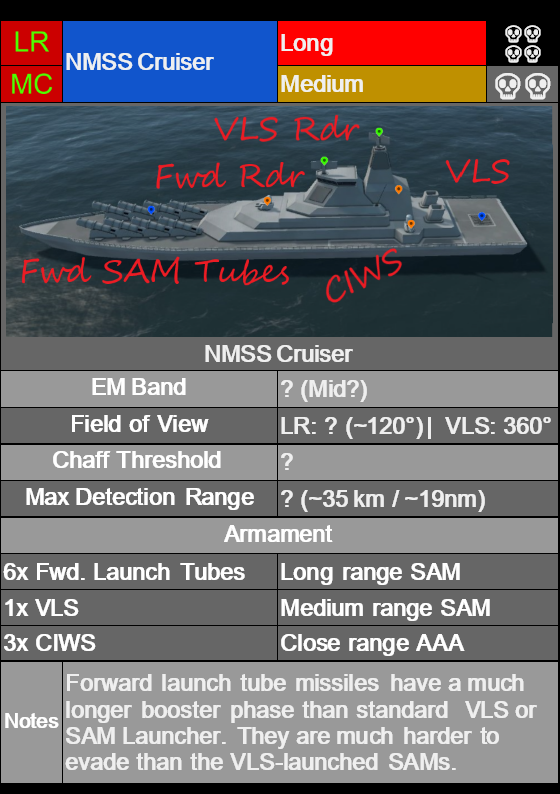 LR
MC
NMSS Cruiser
Long
Medium
VLS Rdr
Fwd Rdr
VLS
Fwd SAM Tubes
CIWS
NMSS Cruiser
EM Band
? (Mid?)
Field of View
LR: ? (~120°)| VLS: 360°
Chaff Threshold
?
Max Detection Range
? (~35 km / ~19nm)
Armament
6x Fwd. Launch Tubes
Long range SAM
1x VLS
Medium range SAM
3x CIWS
Close range AAA
Notes
Forward launch tube missiles have a much
longer booster phase than standard VLS or
SAM Launcher. They are much harder to
evade than the VLS-launched SAMs.